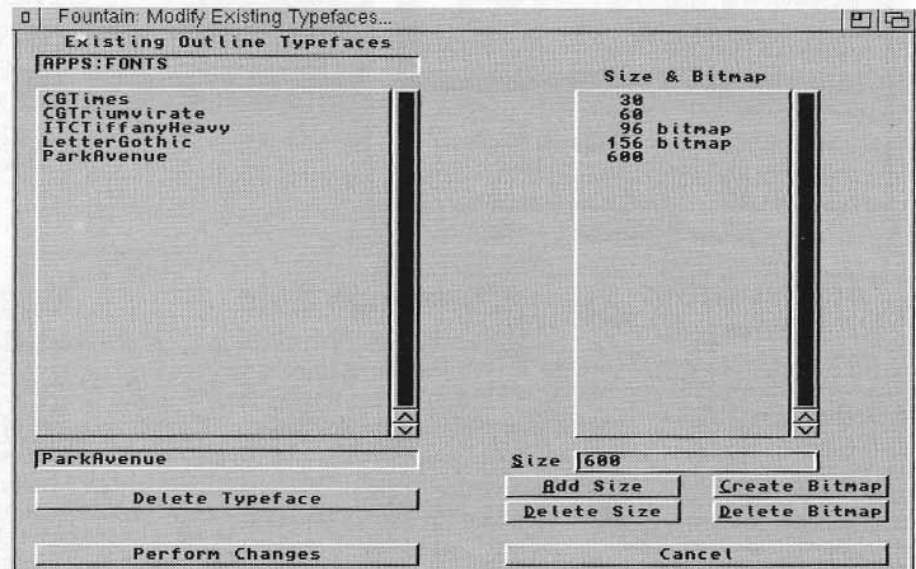 Fountain: Modify Existing Typefaces...
Existing Outline Typefaces
APPS:FONTS
CGTimes
CGTriumvirate
ITCTiffanyHeavy
LetterGothic
ParkAvenue
ParkAvenue
Delete Typeface
Perform Changes
Size & Bitmap
30
60
96 bitmap
156 bitmap
600
Size 600
Add Size
Create Bitmap
Delete Size
Delete Bitmap
Cancel